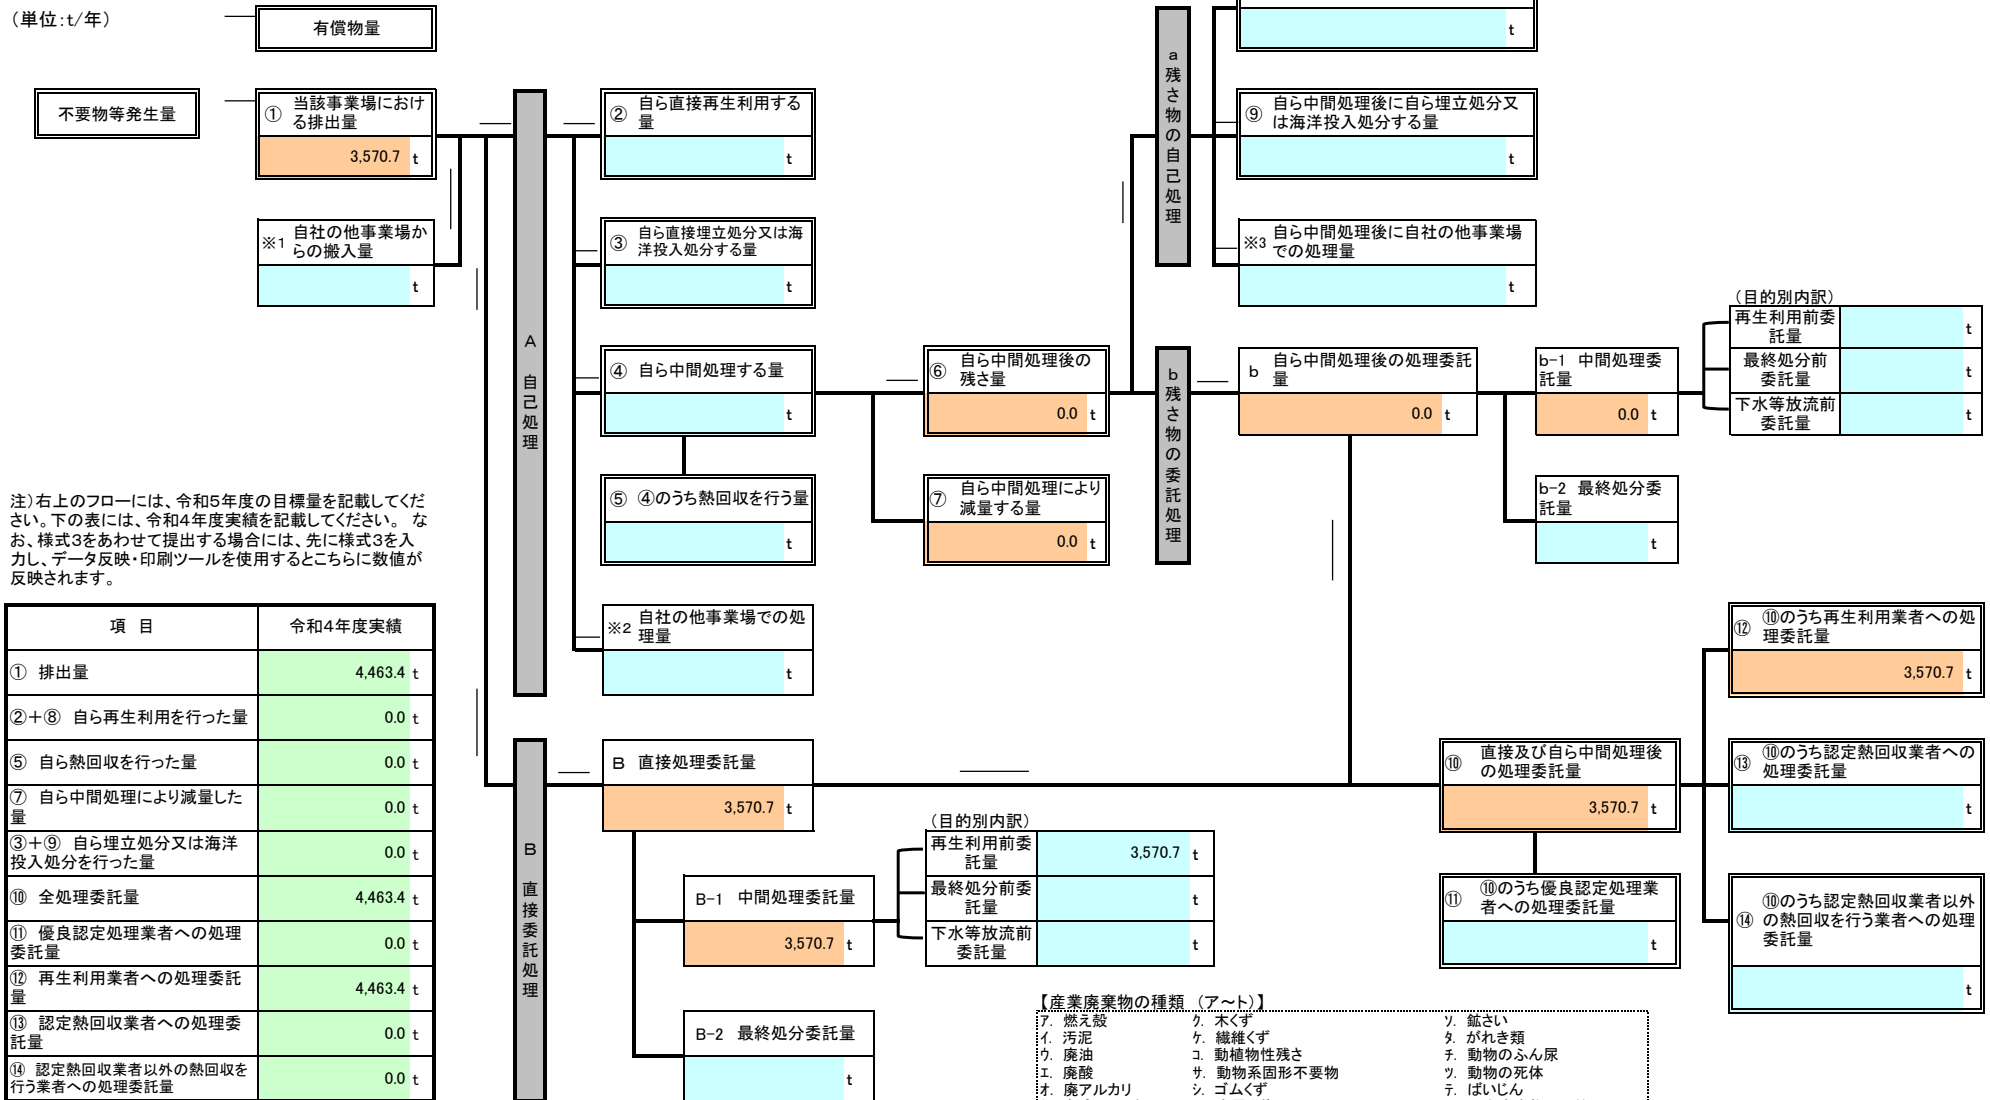 （単位:t/年）
有償物量
t
不要物等発生量
① 当該事業場におけ
る排出量
3,570.7 t
② 自ら直接再生利用する
量
t
⑨ 自ら中間処理後に自ら埋立処分又
は海洋投入処分する量
t
a残さ物の自己処理
※1 自社の他事業場か
らの搬入量
t
③ 自ら直接埋立処分又は海
洋投入処分する量
t
※3 自ら中間処理後に自社の他事業場
での処理量
t
A 自己処理
④ 自ら中間処理する量
t
⑥ 自ら中間処理後の
残さ量
0.0 t
b残さ物の委託処理
b 自ら中間処理後の処理委託
量
0.0 t
b-1 中間処理委
託量
0.0 t
（目的別内訳）
再生利用前委
託量
t
最終処分前
委託量
t
下水等放流前
委託量
t
⑤ ④のうち熱回収を行う量
t
⑦ 自ら中間処理により
減量する量
0.0 t
b-2 最終処分委
託量
t
注）右上のフローには、令和5年度の目標量を記載してくだ
さい。下の表には、令和4年度実績を記載してください。 な
お、様式3をあわせて提出する場合には、先に様式3を入
力し、データ反映・印刷ツールを使用するとこちらに数値が
反映されます。
項 目 令和4年度実績
① 排出量 4,463.4 t
②＋⑧ 自ら再生利用を行った量 0.0 t
⑤ 自ら熱回収を行った量 0.0 t
⑦ 自ら中間処理により減量した
量 0.0 t
③＋⑨ 自ら埋立処分又は海洋
投入処分を行った量 0.0 t
⑩ 全処理委託量 4,463.4 t
⑪ 優良認定処理業者への処理
委託量 0.0 t
⑫ 再生利用業者への処理委託
量 4,463.4 t
⑬ 認定熱回収業者への処理委
託量 0.0 t
⑭ 認定熱回収業者以外の熱回収を
行う業者への処理委託量 0.0 t
※2 自社の他事業場での処
理量
t
B 直接委託処理
B 直接処理委託量
3,570.7 t
B-1 中間処理委託量
3,570.7 t
（目的別内訳）
再生利用前委
託量
3,570.7 t
最終処分前委
託量
t
下水等放流前
委託量
t
B-2 最終処分委託量
t
⑩ 直接及び自ら中間処理後
の処理委託量
3,570.7 t
⑪ ⑩のうち優良認定処理業
者への処理委託量
t
⑫ ⑩のうち再生利用業者への処
理委託量
3,570.7 t
⑬ ⑩のうち認定熱回収業者への
処理委託量
t
⑭ ⑩のうち認定熱回収業者以外
の熱回収を行う業者への処理
委託量
t
【産業廃棄物の種類 （ア～ト）】
ｱ. 燃え殻 ｸ. 木くず ｿ. 鉱さい
ｲ. 汚泥 ｹ. 繊維くず ﾀ. がれき類
ｳ. 廃油 ｺ. 動植物性残さ ﾁ. 動物のふん尿
ｴ. 廃酸 ｻ. 動物系固形不要物 ﾂ. 動物の死体
ｵ. 廃アルカリ ｼ. ゴムくず ﾃ. ばいじん